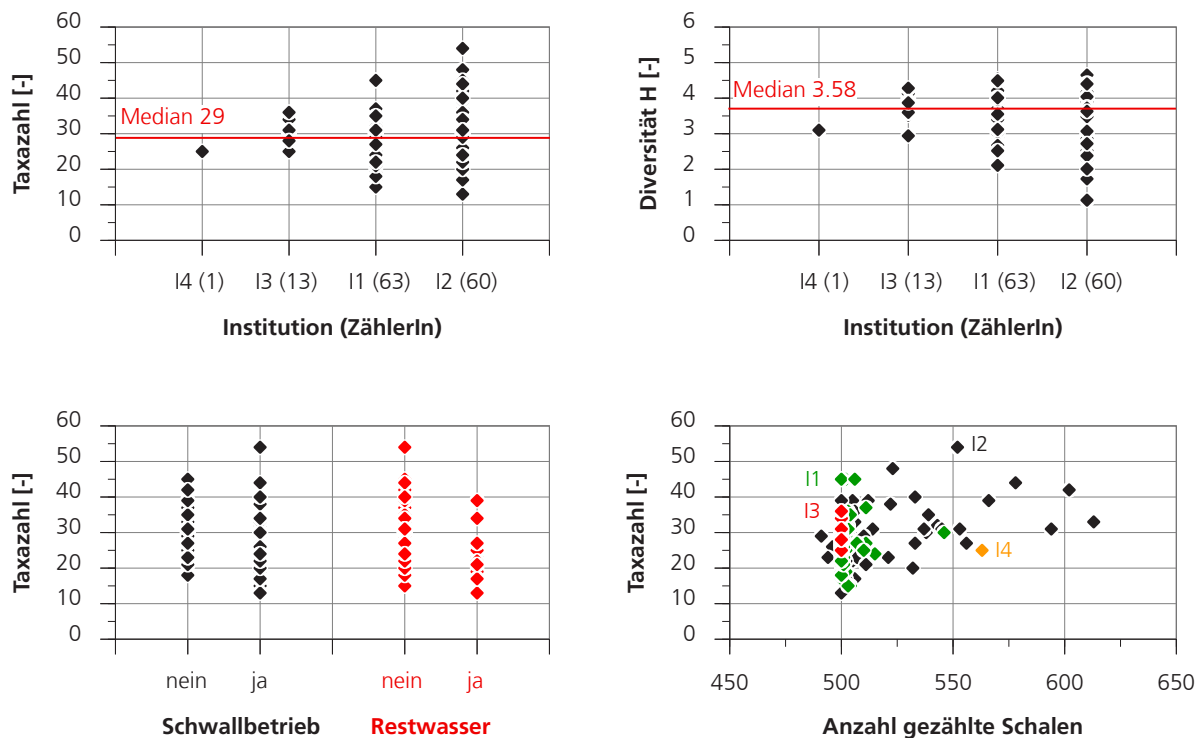 60
50
40
30
20
10
0
Taxazahl [-]
Median 29
I4 (1) I3 (13) I1 (63) I2 (60)
Institution (ZählerIn)
6
5
4
3
2
1
0
Diversität H [-]
Median 3.58
I4 (1) I3 (13) I1 (63) I2 (60)
Institution (ZählerIn)
60
50
40
30
20
10
0
Taxazahl [-]
nein ja nein ja
Schwallbetrieb Restwasser
60
50
40
30
20
10
0
Taxazahl [-]
I2
I1
I3
I4
450 500 550 600 650
Anzahl gezählte Schalen